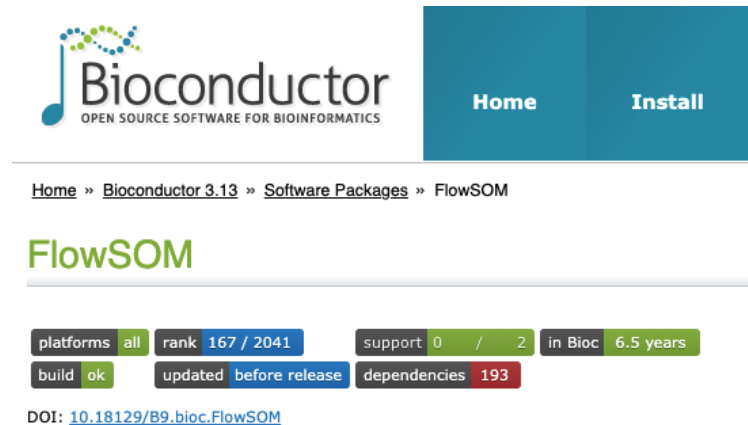 Bioconductor
OPEN SOURCE SOFTWARE FOR BIOINFORMATICS
Home Install
Home » Bioconductor 3.13 » Software Packages » FlowSOM
FlowSOM
platforms all rank 167 / 2041 support 0 / 2 in Bioc 6.5 years
build ok updated before release dependencies 193
DOI: 10.18129/B9.bioc.FlowSOM